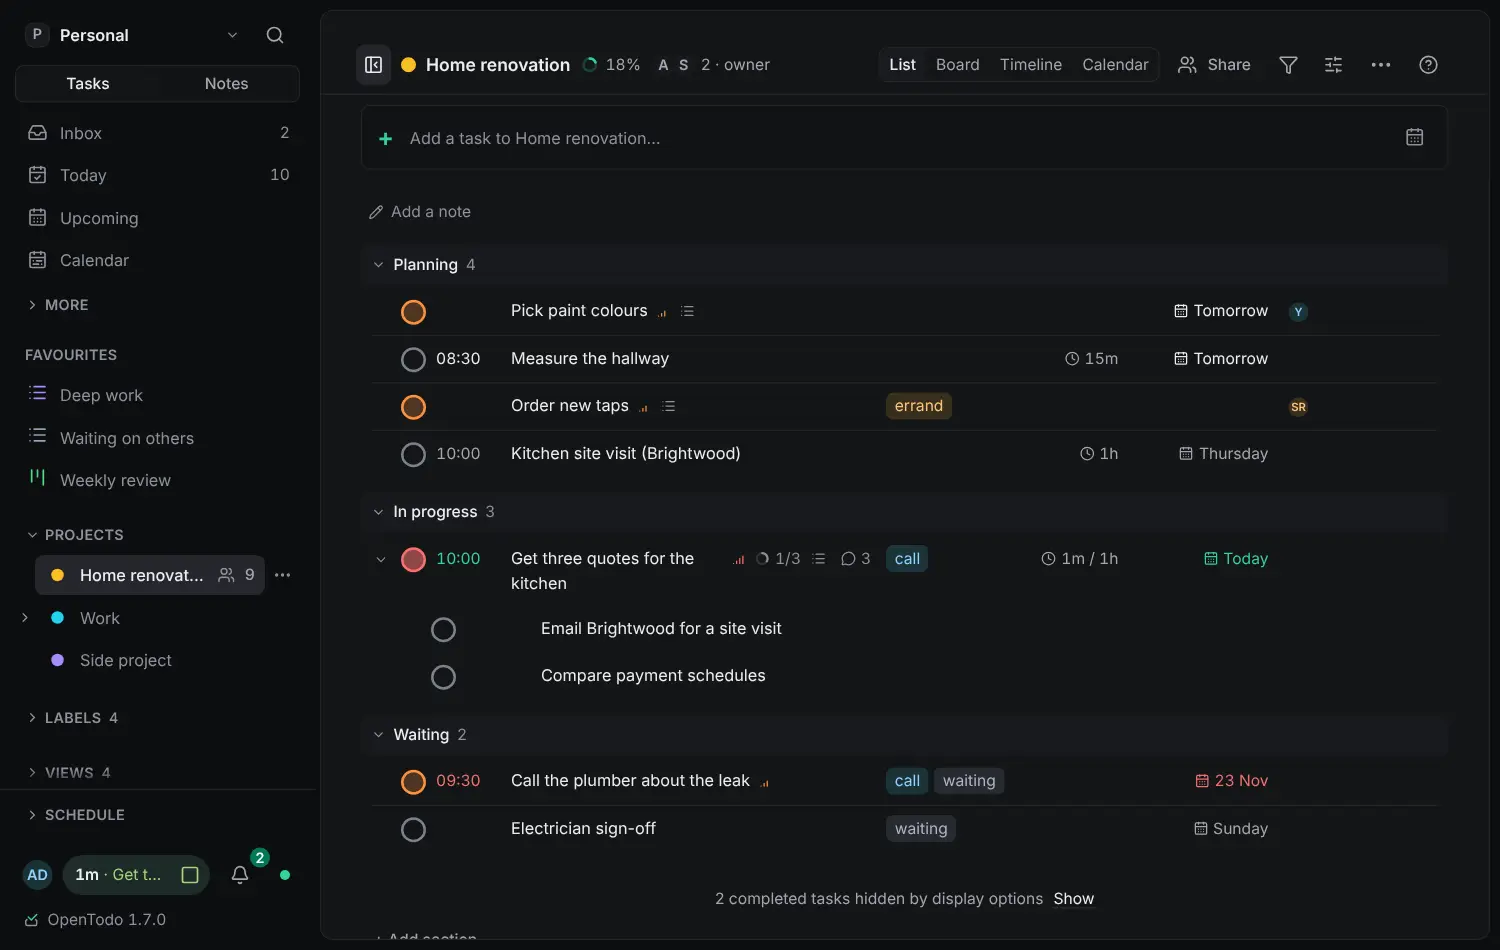 P Personal
Tasks Notes
Inbox 2
Today 10
Upcoming
Calendar
MORE
FAVOURITES
Deep work
Waiting on others
Weekly review
PROJECTS
Home renovat... 9
Work
Side project
LABELS 4
VIEWS 4
SCHEDULE
AD 1m · Get t... 2
OpenTodo 1.7.0
Home renovation 18% A S 2 · owner
List Board Timeline Calendar Share
Add a task to Home renovation...
Add a note
Planning 4
Pick paint colours Tomorrow Y
08:30 Measure the hallway 15m Tomorrow
Order new taps errand SR
10:00 Kitchen site visit (Brightwood) 1h Thursday
In progress 3
10:00 Get three quotes for the 1/3 3 call 1m / 1h Today
kitchen
Email Brightwood for a site visit
Compare payment schedules
Waiting 2
09:30 Call the plumber about the leak call waiting 23 Nov
Electrician sign-off waiting Sunday
2 completed tasks hidden by display options Show
+ Add section